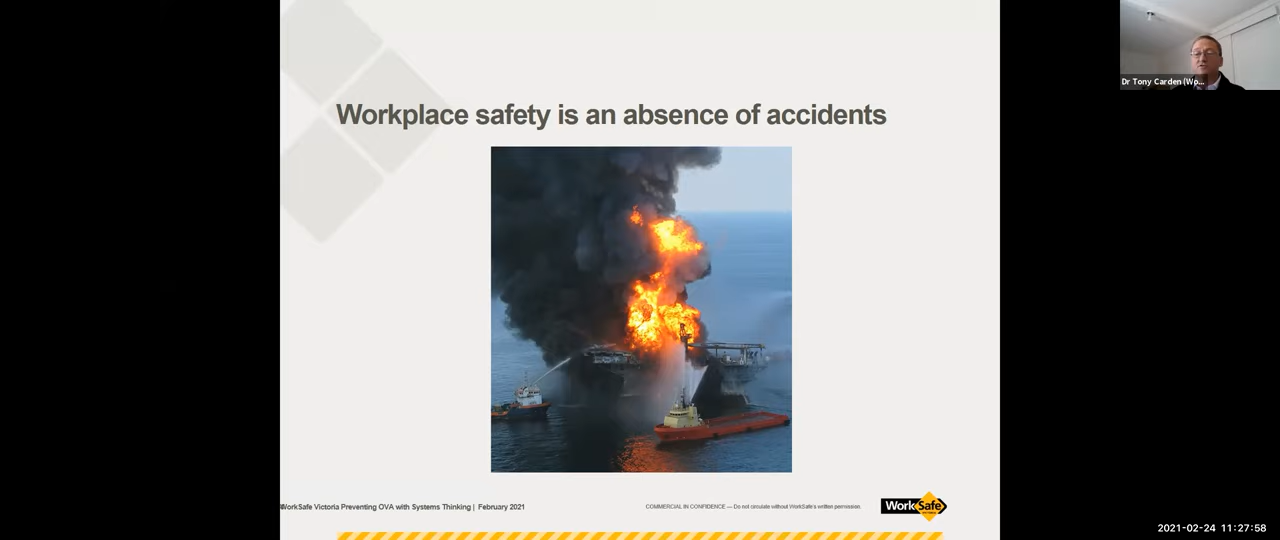 Workplace safety is an absence of accidents
Dr Tony Carden (Wo...
WorkSafe Victoria Preventing OVA with Systems Thinking | February 2021
COMMERCIAL IN CONFIDENCE — Do not circulate without WorkSafe's written permission.
WorkSafe
2021-02-24 11:27:58